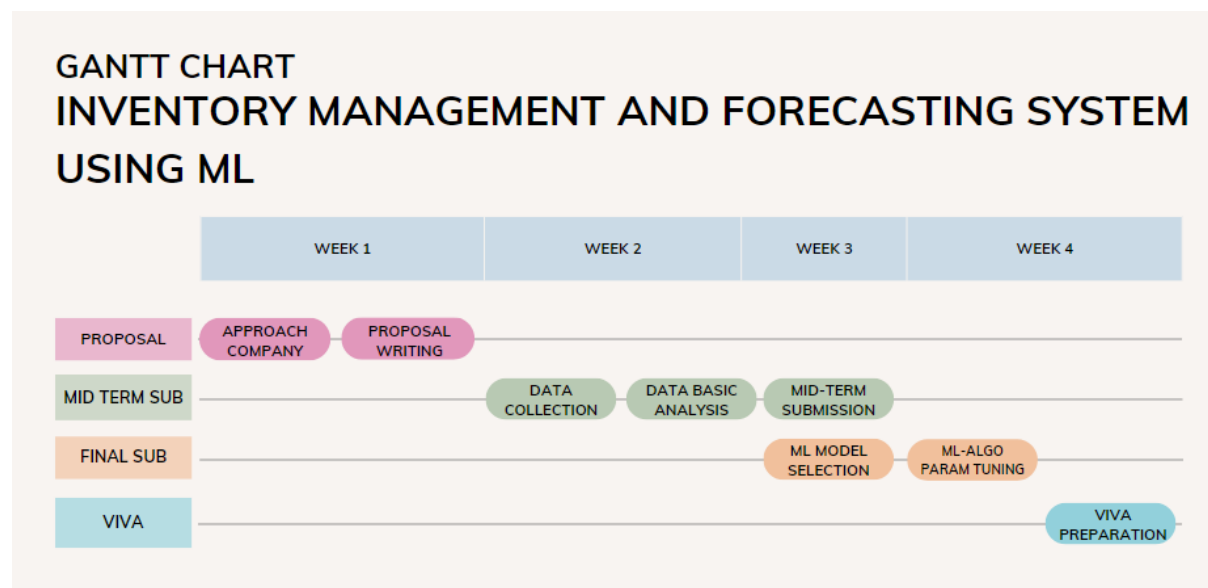 GANTT CHART
INVENTORY MANAGEMENT AND FORECASTING SYSTEM
USING ML
WEEK 1
WEEK 2
WEEK 3
WEEK 4
PROPOSAL
APPROACH
COMPANY
PROPOSAL
WRITING
MID TERM SUB
DATA
COLLECTION
DATA BASIC
ANALYSIS
MID-TERM
SUBMISSION
FINAL SUB
ML MODEL
SELECTION
ML-ALGO
PARAM TUNING
VIVA
VIVA
PREPARATION